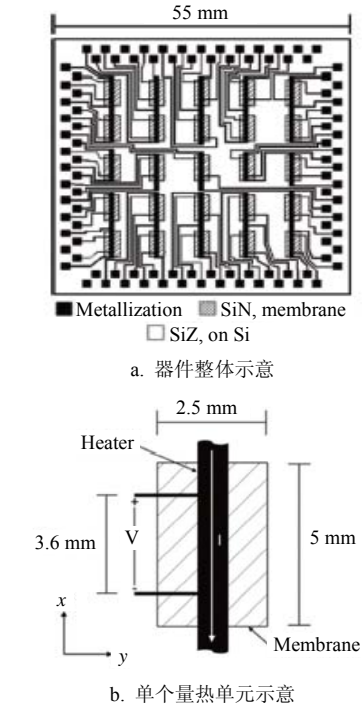 55 mm
Metallization SiN, membrane
SiZ, on Si
a. 器件整体示意
2.5 mm
Heater
3.6 mm
+
V
-
I
5 mm
x
y
Membrane
b. 单个量热单元示意